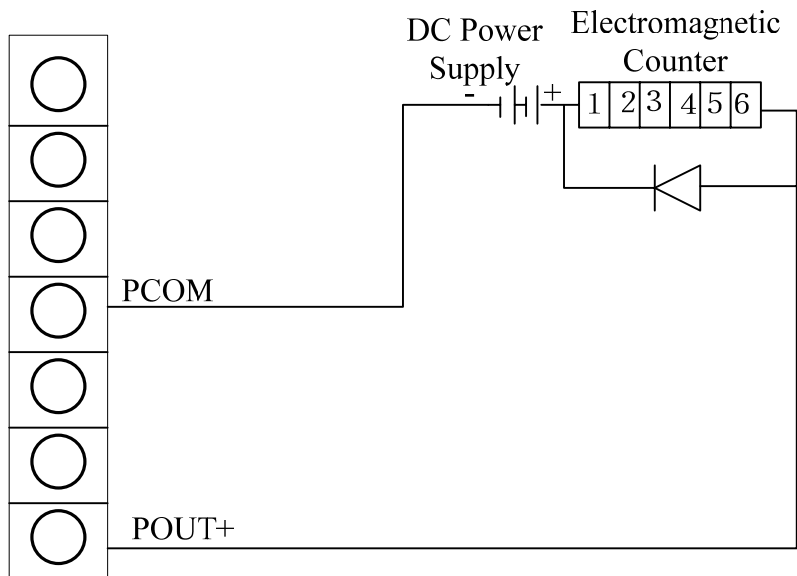 DC Power
Supply
Electromagnetic
Counter
- +
1 2 3 4 5 6
PCOM
POUT+